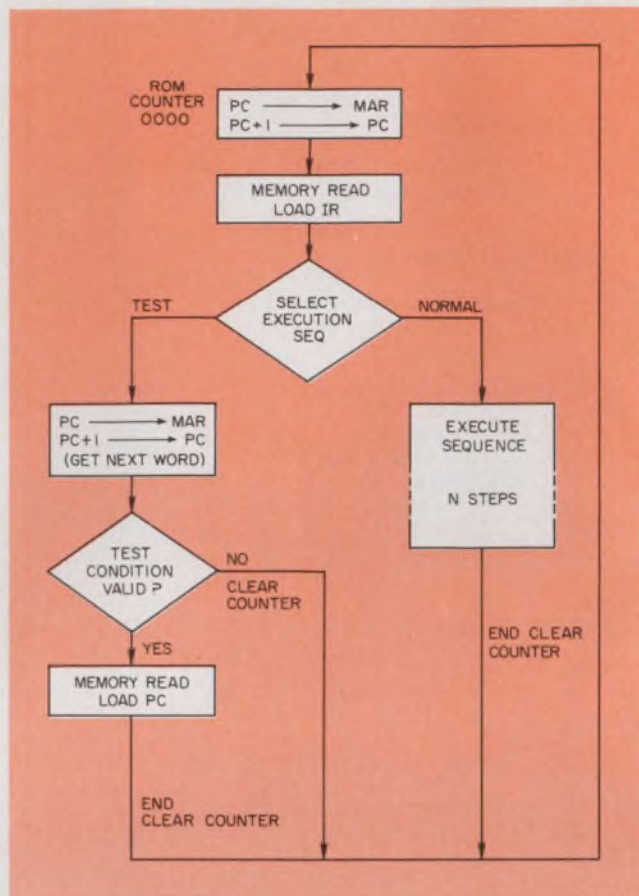 ROM
COUNTER
0000
PC → MAR
PC+1 → PC
MEMORY READ
LOAD IR
SELECT
EXECUTION
SEQ
TEST
NORMAL
PC → MAR
PC+1 → PC
(GET NEXT WORD)
EXECUTE
SEQUENCE
N STEPS
TEST
CONDITION
VALID ?
NO
CLEAR
COUNTER
YES
MEMORY READ
LOAD PC
END CLEAR
COUNTER
END
CLEAR COUNTER